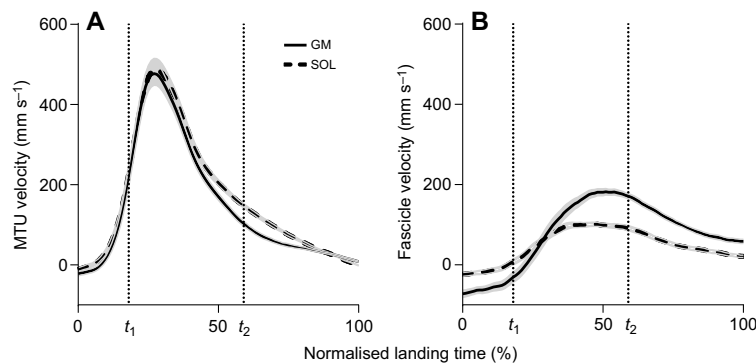 A
B
GM
SOL
MTU velocity (mm s−1)
600
400
200
0
0
t1
50
t2
100
Fascicle velocity (mm s−1)
600
400
200
0
0
t1
50
t2
100
Normalised landing time (%)